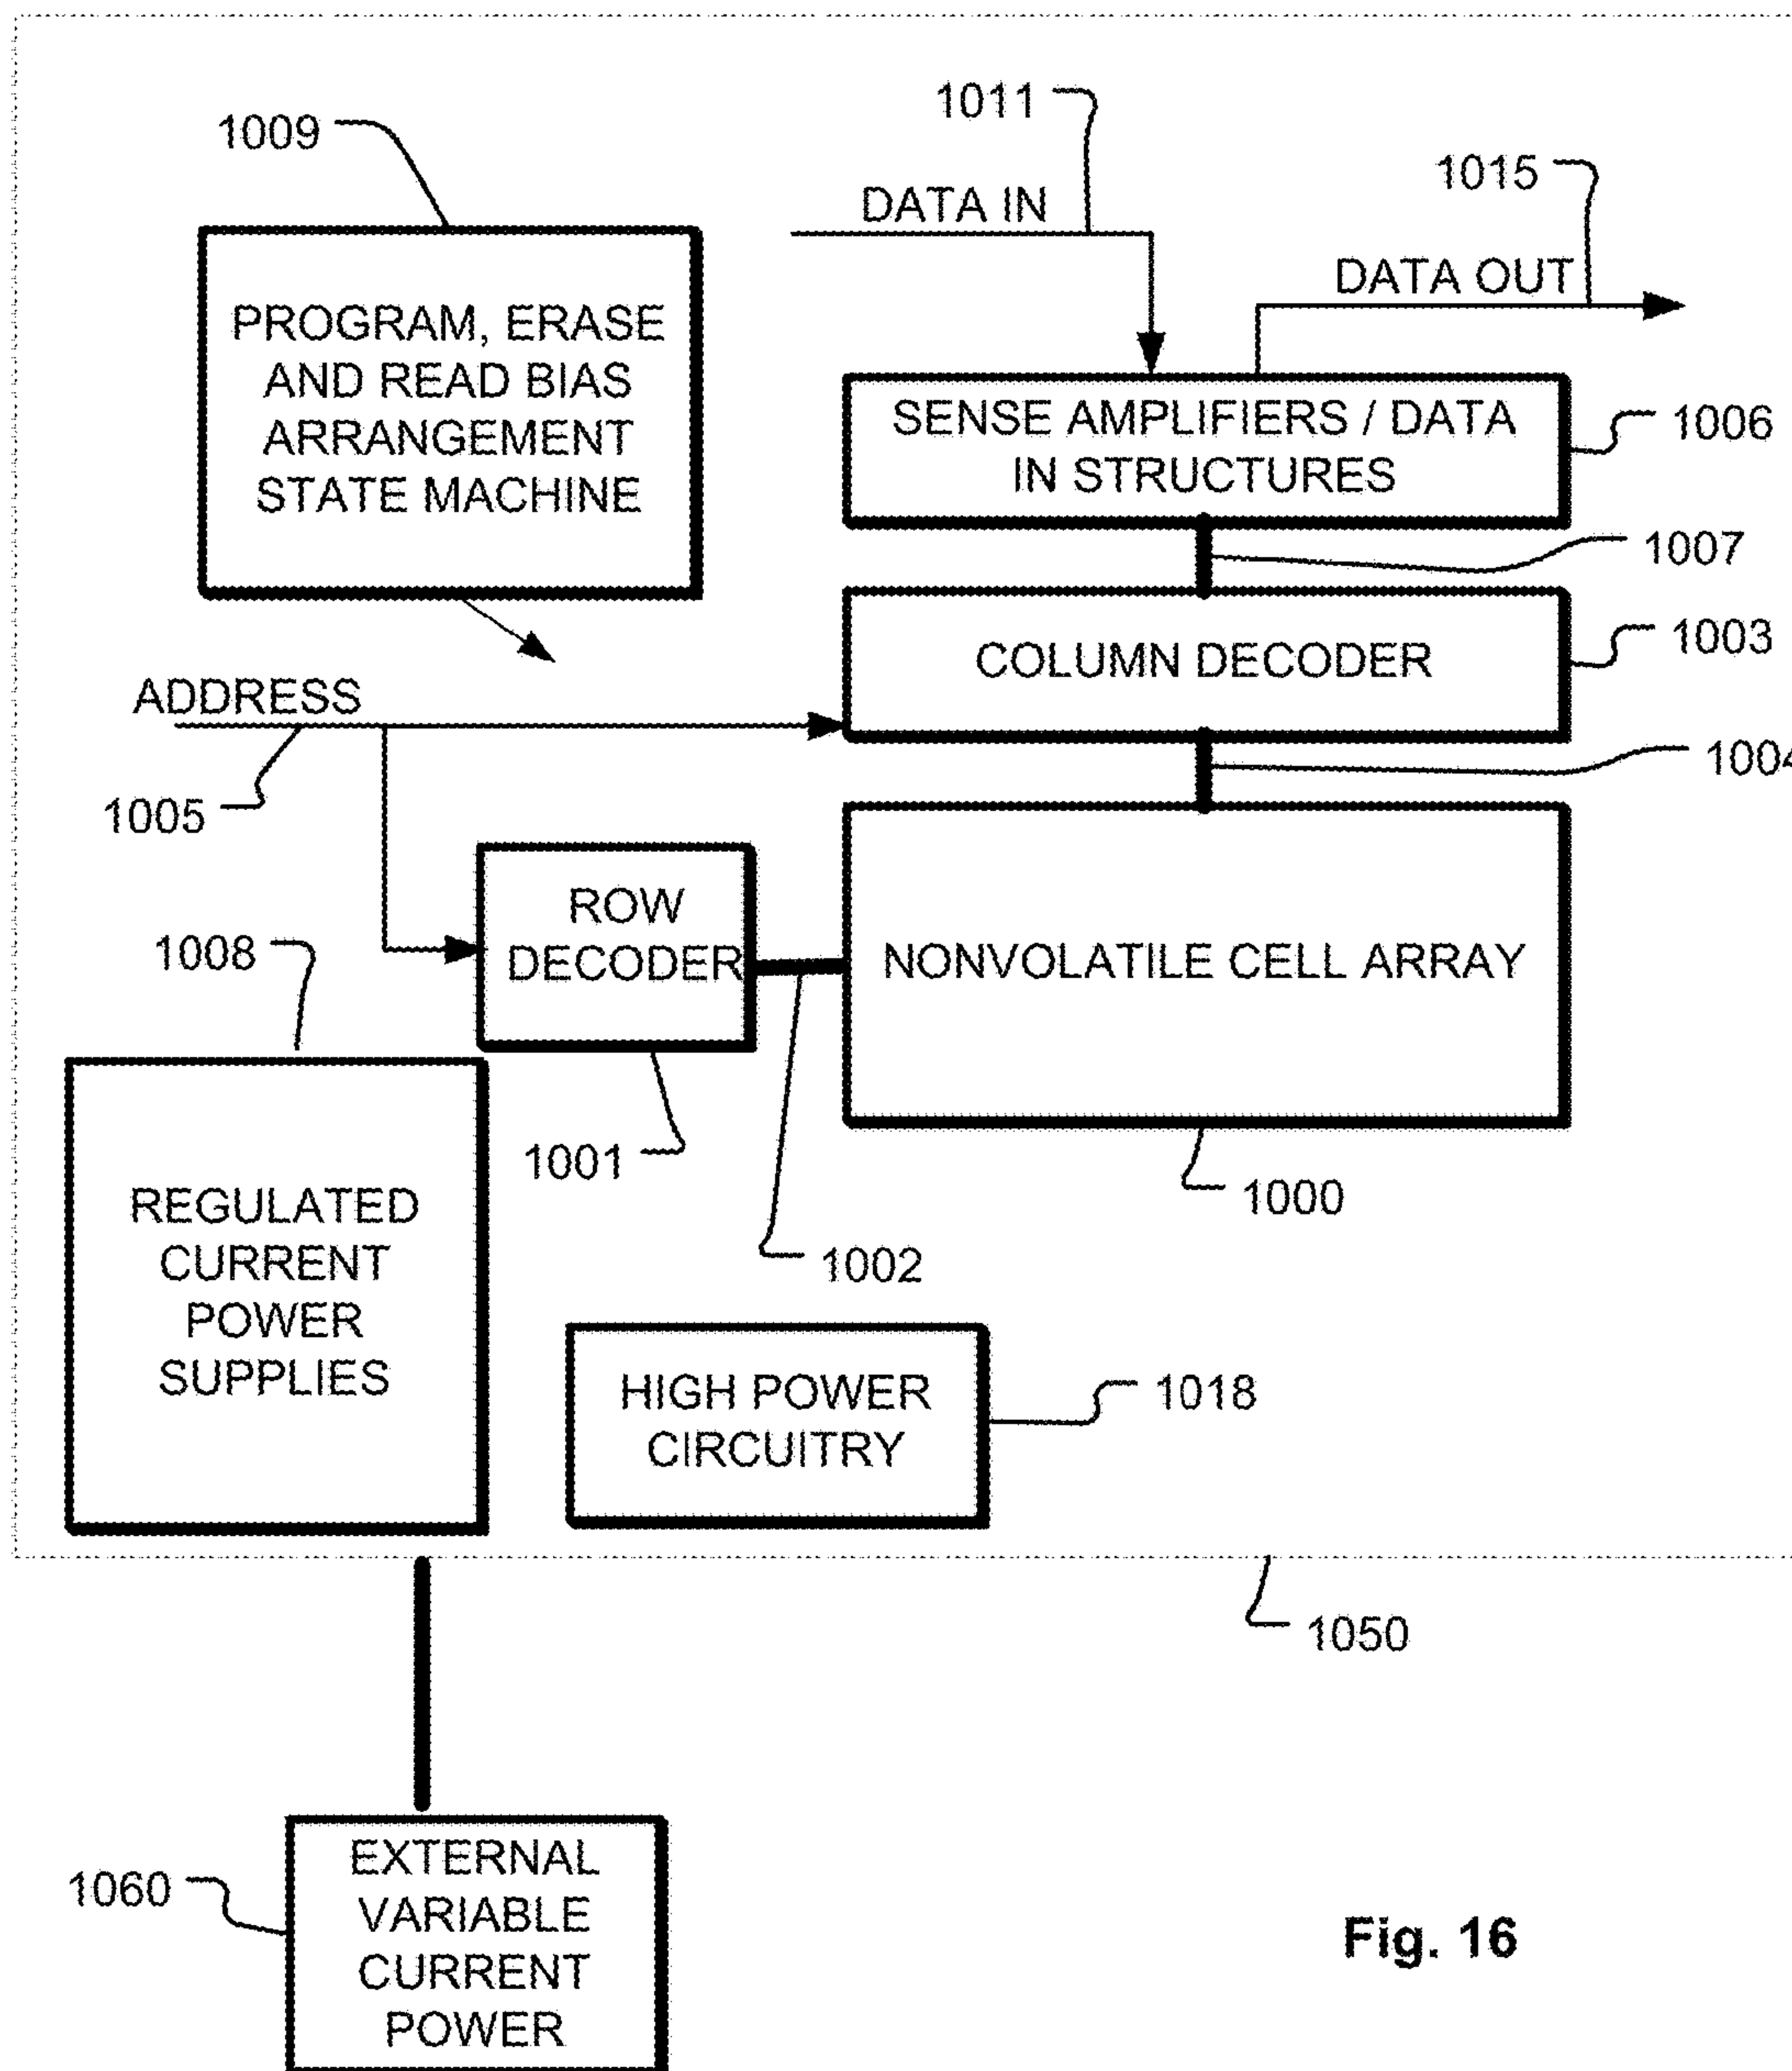 1011
1009
1015
DATA IN
DATA OUT
PROGRAM, ERASE
AND READ BIAS
ARRANGEMENT
STATE MACHINE
SENSE AMPLIFIERS / DATA
IN STRUCTURES
1006
1007
COLUMN DECODER
1003
ADDRESS
1004
1005
ROW
DECODER
1008
NONVOLATILE CELL ARRAY
1001
1000
REGULATED
CURRENT
POWER
SUPPLIES
1002
HIGH POWER
CIRCUITRY
1018
1050
EXTERNAL
VARIABLE
CURRENT
POWER
1060
Fig. 16